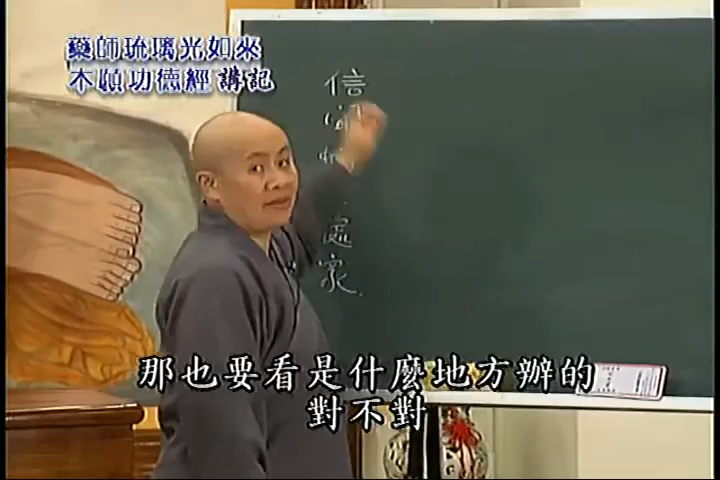 藥師琉璃光如來
本願功德經 講記
信
處
家
那也要看是什麼地方辦的
對不對